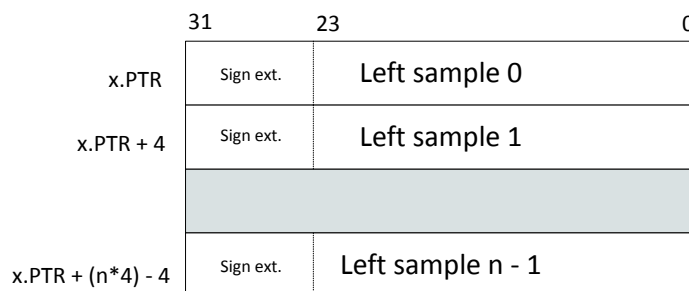 31 23 0
x.PTR Sign ext. Left sample 0
x.PTR + 4 Sign ext. Left sample 1
x.PTR + (n*4) - 4 Sign ext. Left sample n - 1